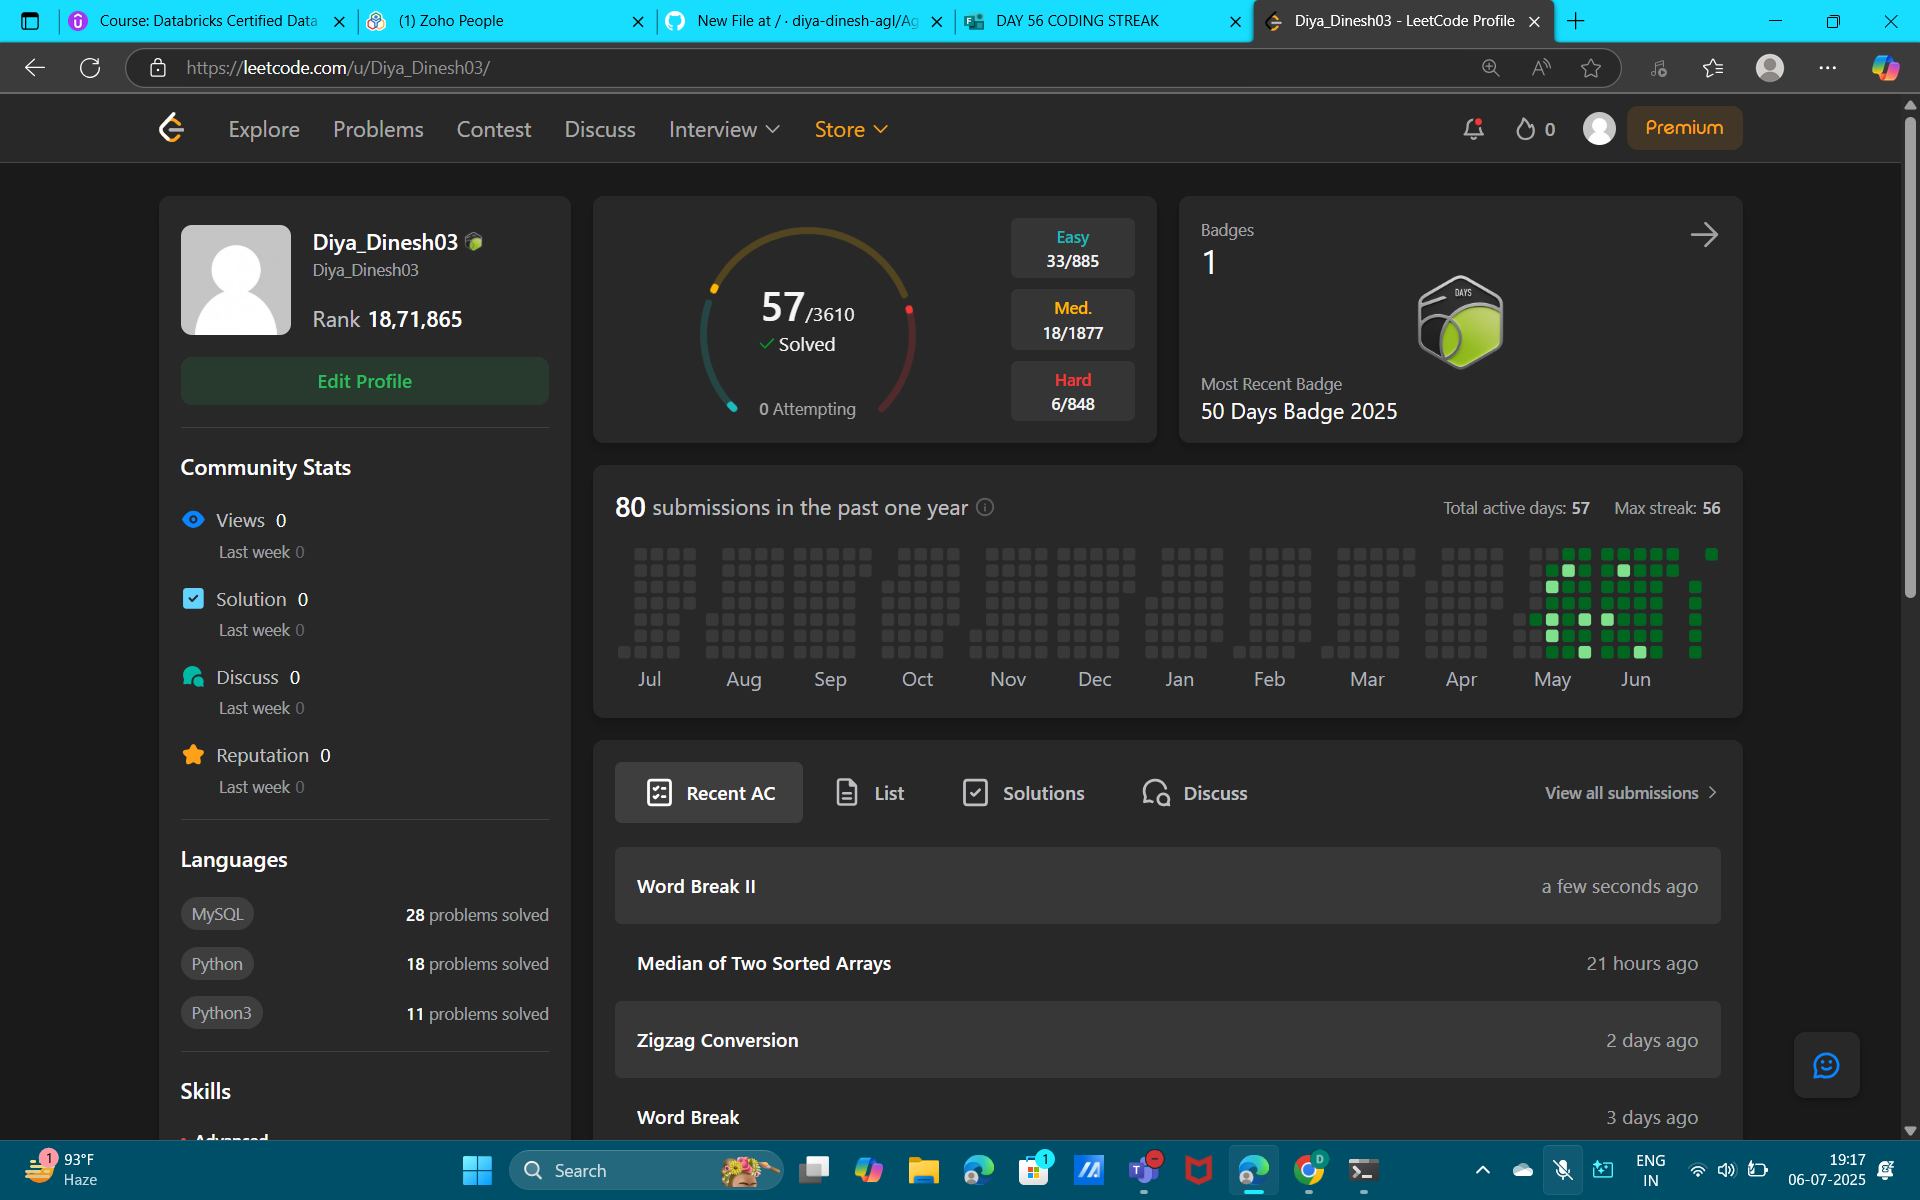 Course: Databricks Certified Data
(1) Zoho People
New File at / · diya-dinesh-agl/Ag
DAY 56 CODING STREAK
Diya_Dinesh03 - LeetCode Profile
https://leetcode.com/u/Diya_Dinesh03/
Explore
Problems
Contest
Discuss
Interview
Store
0
Premium
Diya_Dinesh03
Diya_Dinesh03
Rank 18,71,865
Edit Profile
Community Stats
Views 0
Last week 0
Solution 0
Last week 0
Discuss 0
Last week 0
Reputation 0
Last week 0
Languages
MySQL 28 problems solved
Python 18 problems solved
Python3 11 problems solved
Skills
Advanced
57/3610
Solved
0 Attempting
Easy
33/885
Med.
18/1877
Hard
6/848
Badges
1
DAYS
Most Recent Badge
50 Days Badge 2025
80 submissions in the past one year
Total active days: 57 Max streak: 56
Jul Aug Sep Oct Nov Dec Jan Feb Mar Apr May Jun
Recent AC
List
Solutions
Discuss
View all submissions
Word Break II a few seconds ago
Median of Two Sorted Arrays 21 hours ago
Zigzag Conversion 2 days ago
Word Break 3 days ago
1
93°F
Haze
Search
1
D
ENG
IN
19:17
06-07-2025